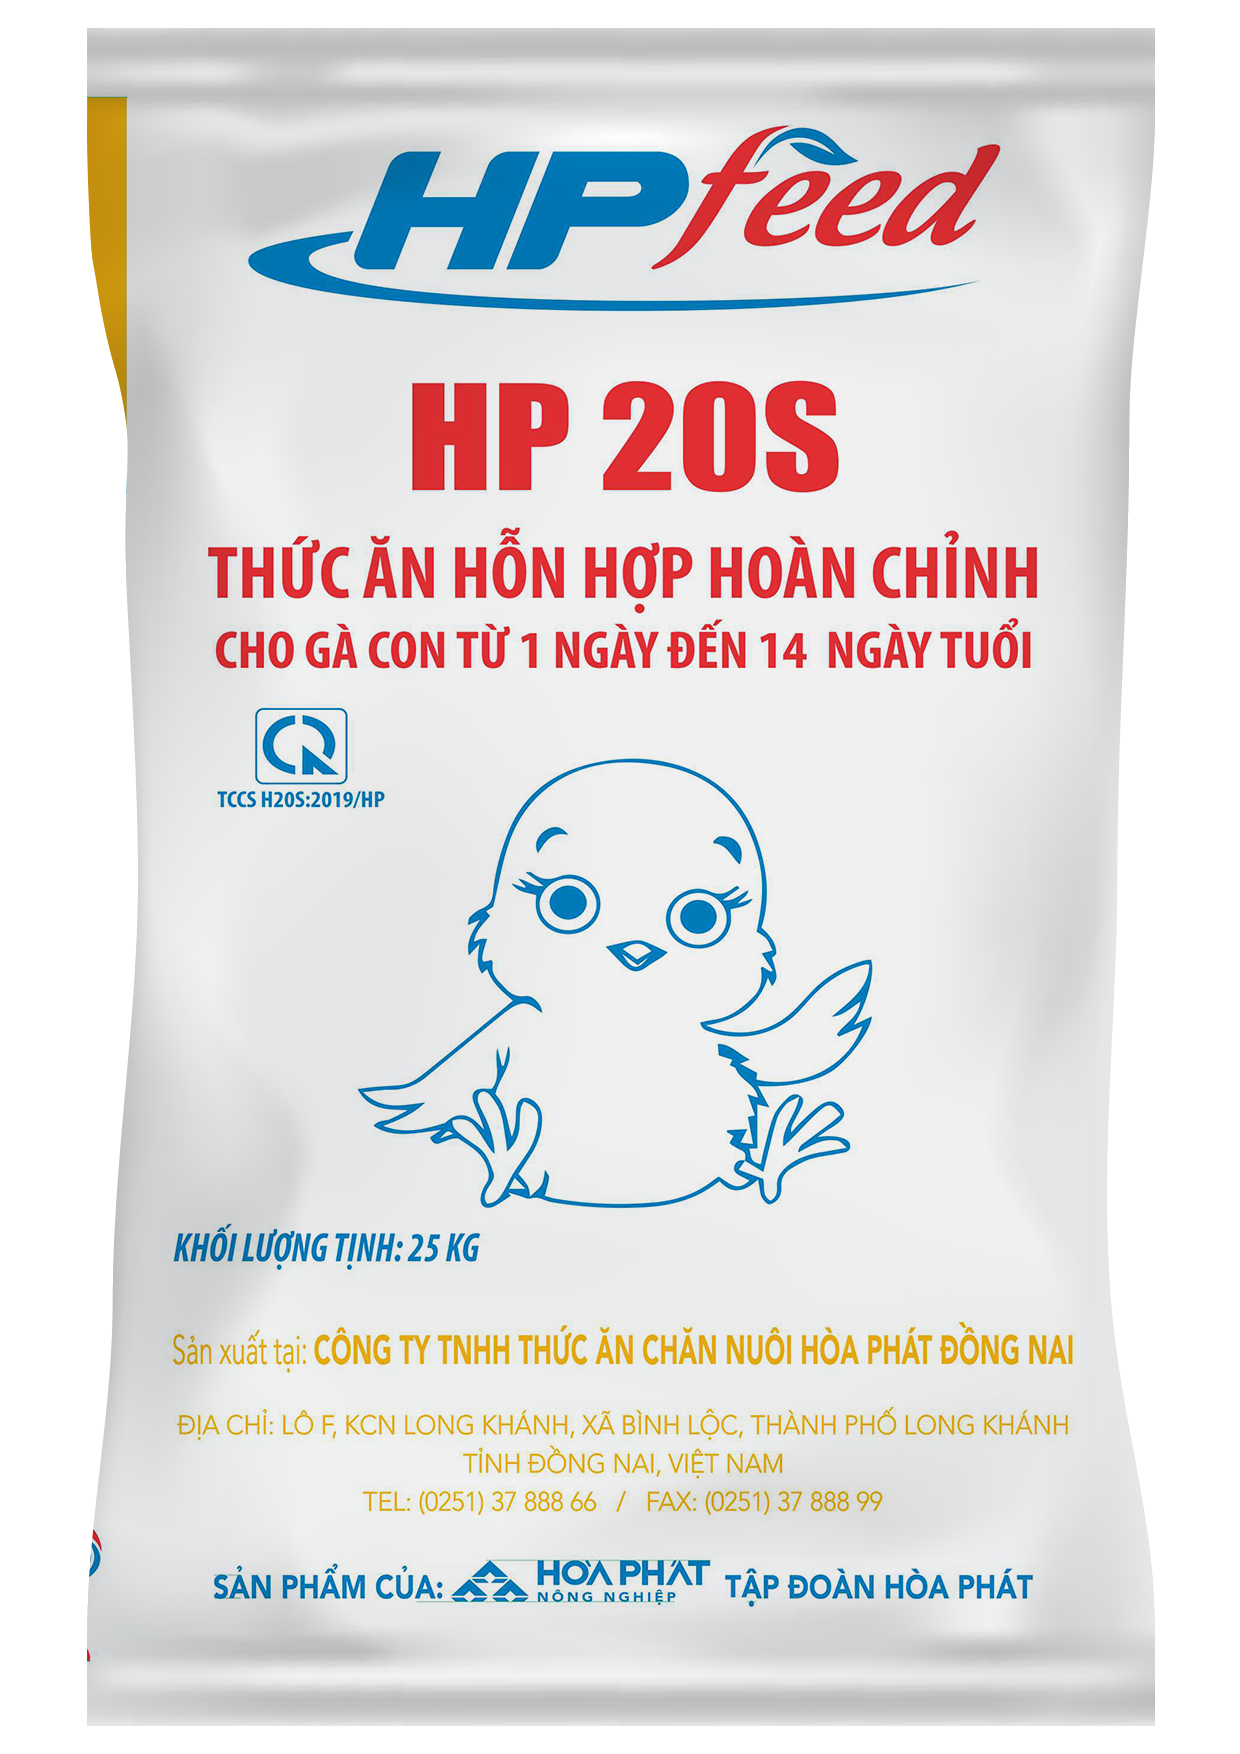 HPfeed
HP 20S
THỨC ĂN HỖN HỢP HOÀN CHỈNH
CHO GÀ CON TỪ 1 NGÀY ĐẾN 14 NGÀY TUỔI
TCCS H20S:2019/HP
KHỐI LƯỢNG TỊNH: 25 KG
Sản xuất tại: CÔNG TY TNHH THỨC ĂN CHĂN NUÔI HÒA PHÁT ĐỒNG NAI
ĐỊA CHỈ: LÔ F, KCN LONG KHÁNH, XÃ BÌNH LỘC, THÀNH PHỐ LONG KHÁNH
TỈNH ĐỒNG NAI, VIỆT NAM
TEL: (0251) 37 888 66 / FAX: (0251) 37 888 99
SẢN PHẨM CỦA: HÒA PHÁT NÔNG NGHIỆP TẬP ĐOÀN HÒA PHÁT